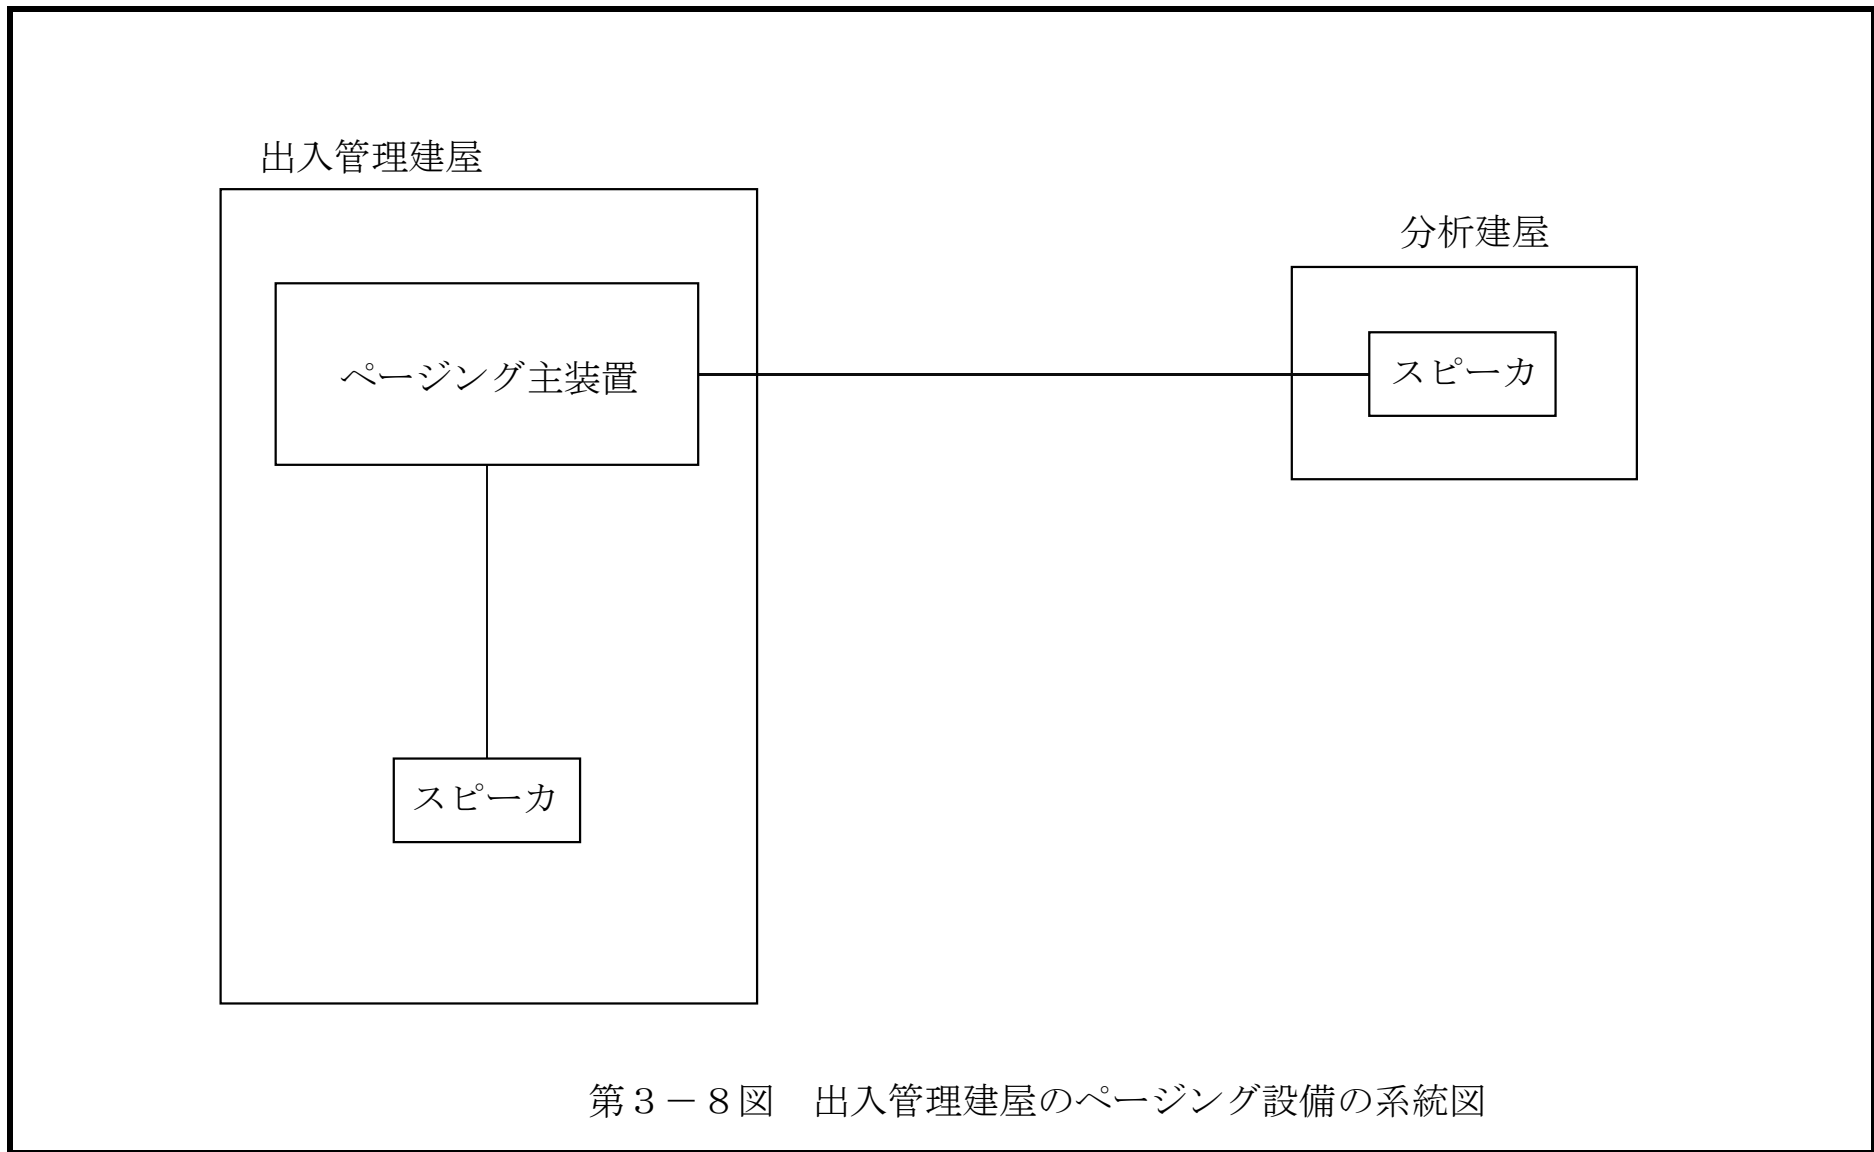 出入管理建屋
分析建屋
ページング主装置
スピーカ
スピーカ
第３－８図　出入管理建屋のページング設備の系統図